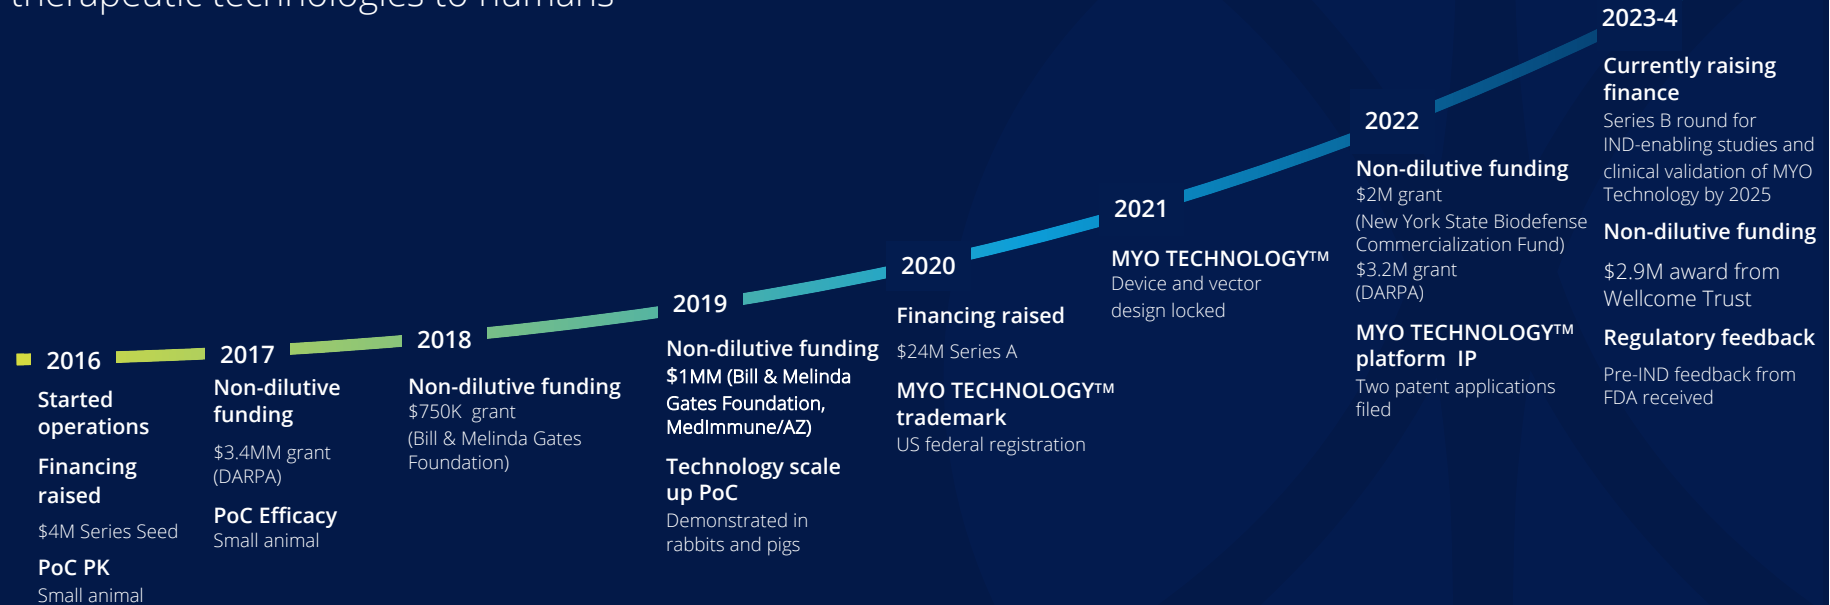 therapeutic technologies to humans
2016
Started
operations
Financing
raised
$4M Series Seed
PoC PK
Small animal
2017
Non-dilutive
funding
$3.4MM grant
(DARPA)
PoC Efficacy
Small animal
2018
Non-dilutive funding
$750K grant
(Bill & Melinda Gates
Foundation)
2019
Non-dilutive funding
$1MM (Bill & Melinda
Gates Foundation,
MedImmune/AZ)
Technology scale
up PoC
Demonstrated in
rabbits and pigs
2020
Financing raised
$24M Series A
MYO TECHNOLOGY™
trademark
US federal registration
2021
MYO TECHNOLOGY™
Device and vector
design locked
2022
Non-dilutive funding
$2M grant
(New York State Biodefense
Commercialization Fund)
$3.2M grant
(DARPA)
MYO TECHNOLOGY™
platform IP
Two patent applications
filed
2023-4
Currently raising
finance
Series B round for
IND-enabling studies and
clinical validation of MYO
Technology by 2025
Non-dilutive funding
$2.9M award from
Wellcome Trust
Regulatory feedback
Pre-IND feedback from
FDA received